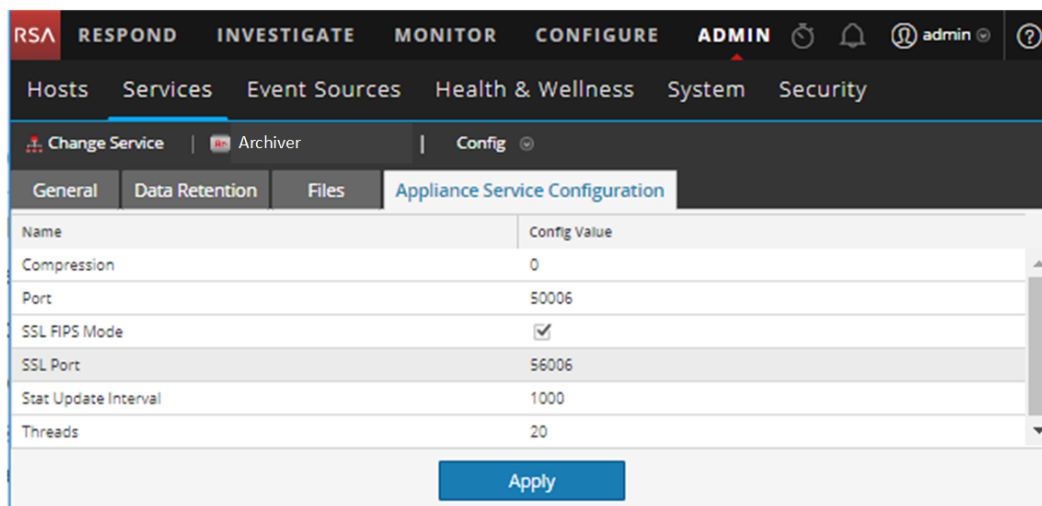 RSA RESPOND INVESTIGATE MONITOR CONFIGURE ADMIN admin ?
Hosts Services Event Sources Health & Wellness System Security
Change Service | Archiver | Config
General Data Retention Files Appliance Service Configuration
Name Config Value
Compression 0
Port 50006
SSL FIPS Mode
SSL Port 56006
Stat Update Interval 1000
Threads 20
Apply